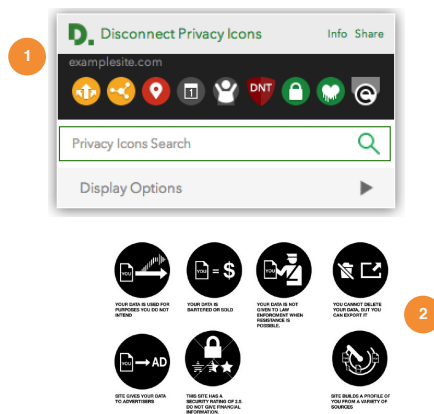 1
D. Disconnect Privacy Icons Info Share
examplesite.com
1 DNT @
Privacy Icons Search
Display Options
2
YOU
YOU = $
YOU
YOUR DATA IS USED FOR
PURPOSES YOU DO NOT
INTEND
YOUR DATA IS
BARTERED OR SOLD
YOUR DATA IS NOT
GIVEN TO LAW
ENFORCEMENT WHEN
RESISTANCE IS
POSSIBLE.
YOU CANNOT DELETE
YOUR DATA, BUT YOU
CAN EXPORT IT
YOU → AD
SITE GIVES YOUR DATA
TO ADVERTISERS
THIS SITE HAS A
SECURITY RATING OF 2.5.
DO NOT GIVE FINANCIAL
INFORMATION.
SITE BUILDS A PROFILE OF
YOU FROM A VARIETY OF
SOURCES